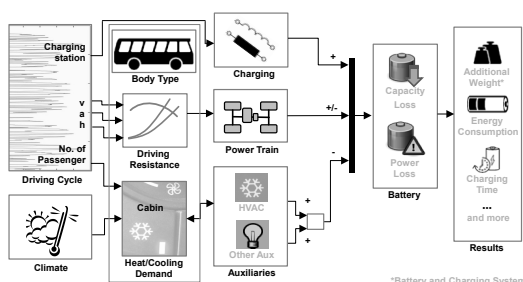 Charging
station
v
a
h
No. of
Passenger
Driving Cycle
Climate
Body Type
Driving
Resistance
Cabin
Heat/Cooling
Demand
Charging
Power Train
HVAC
Other Aux
Auxiliaries
+
+
+
+/-
-
Capacity
Loss
Power
Loss
Battery
Additional
Weight*
Energy
Consumption
Charging
Time
...
and more
Results
*Battery and Charging System